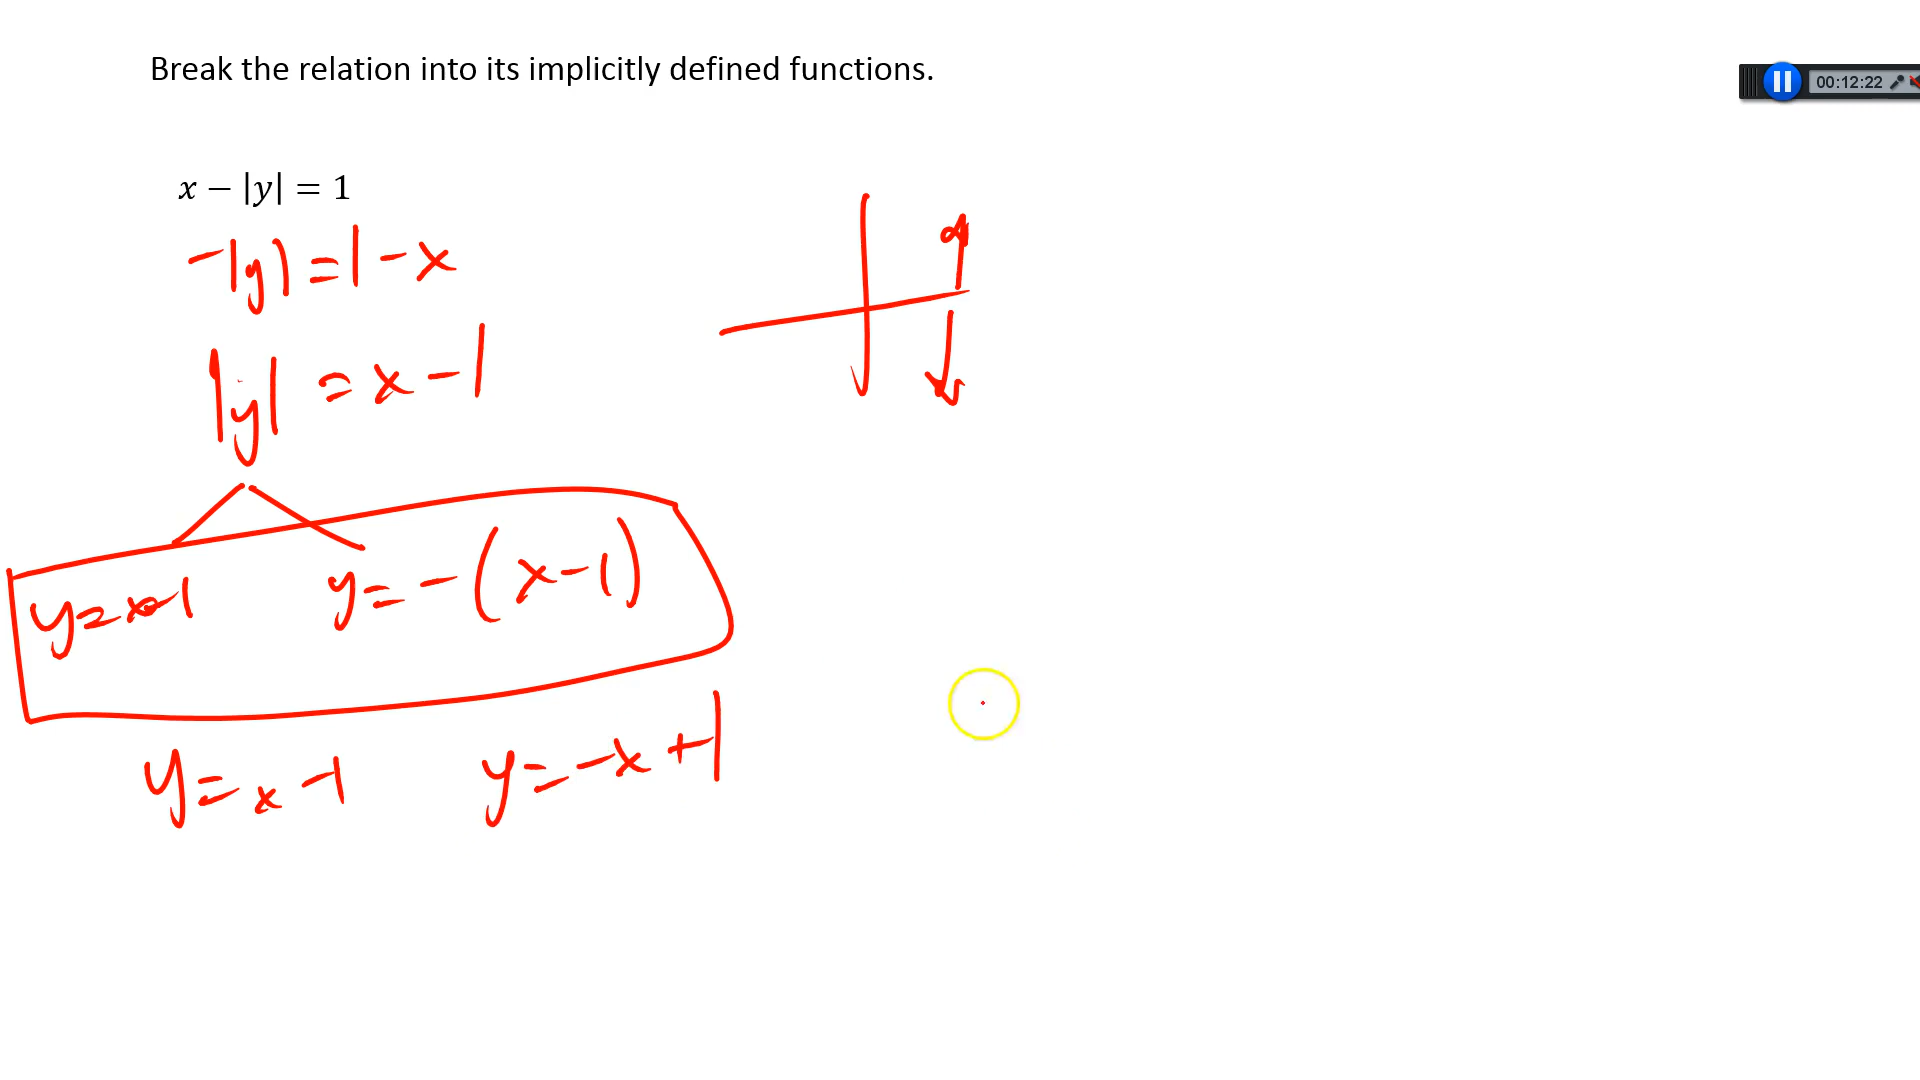 Break the relation into its implicitly defined functions.
00:12:22
x − |y| = 1
-|y| = 1 - x
|y| = x - 1
y = x - 1 y = - (x - 1)
y = x - 1 y = -x + 1